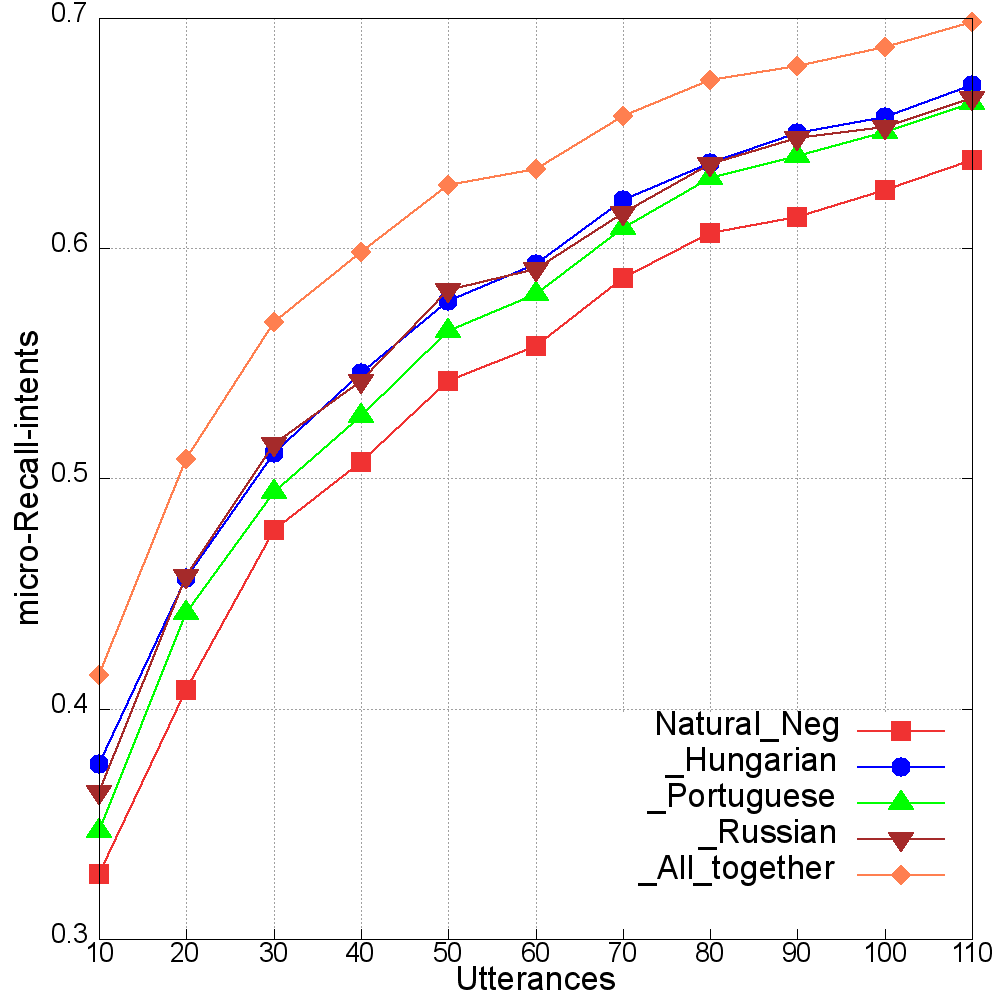 0.7
0.6
0.5
0.4
0.3
micro-Recall-intents
Natural_Neg
_Hungarian
_Portuguese
_Russian
_All_together
10 20 30 40 50 60 70 80 90 100 110
Utterances